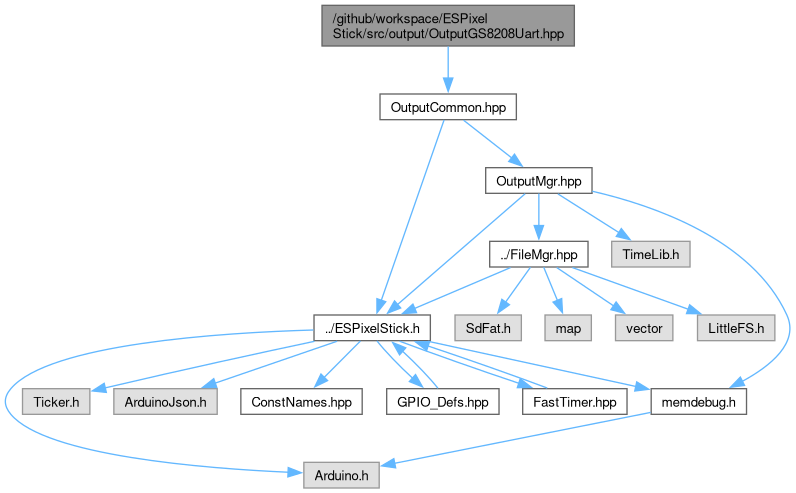 /github/workspace/ESPixel
Stick/src/output/OutputGS8208Uart.hpp
OutputCommon.hpp
OutputMgr.hpp
../FileMgr.hpp
TimeLib.h
../ESPixelStick.h
SdFat.h
map
vector
LittleFS.h
Ticker.h
ArduinoJson.h
ConstNames.hpp
GPIO_Defs.hpp
FastTimer.hpp
memdebug.h
Arduino.h